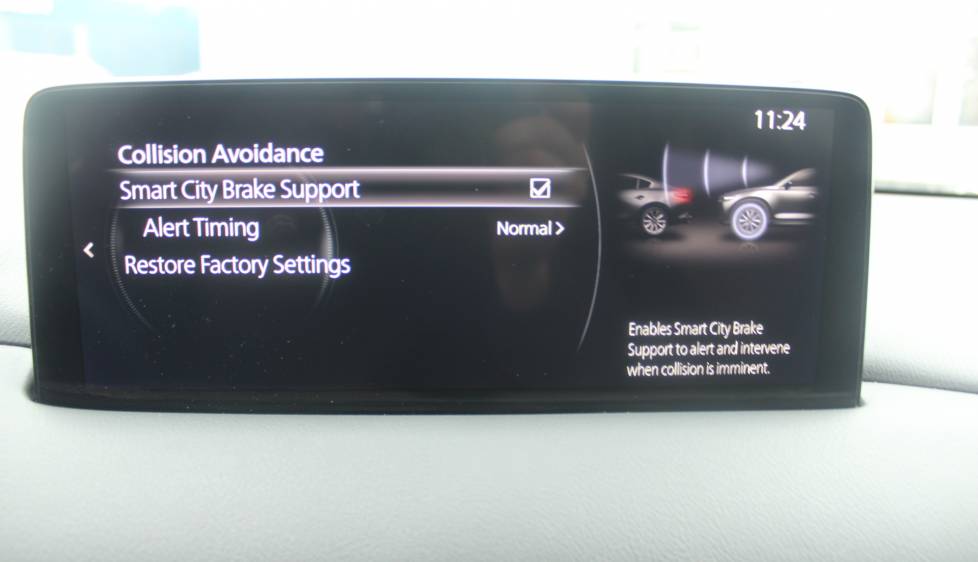 11:24
Collision Avoidance
Smart City Brake Support
Alert Timing Normal >
Restore Factory Settings
Enables Smart City Brake
Support to alert and intervene
when collision is imminent.